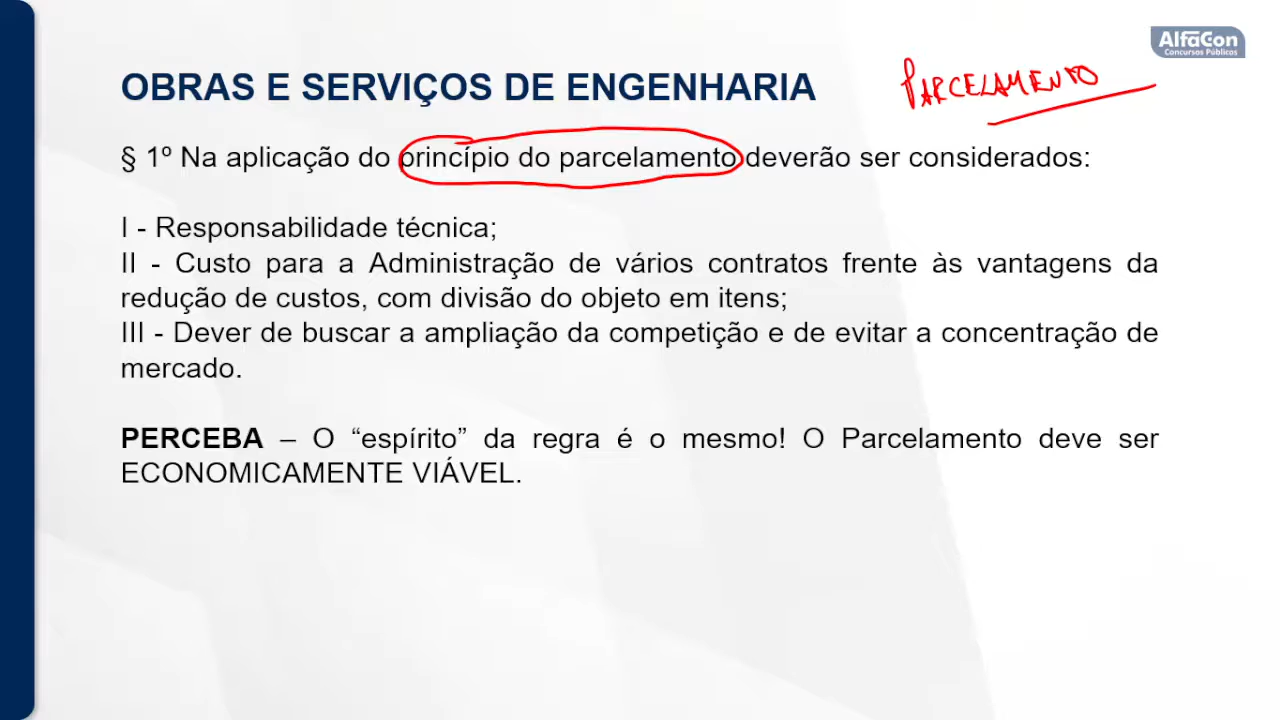 AlfaCon
Concursos Públicos
OBRAS E SERVIÇOS DE ENGENHARIA
PARCELAMENTO
§ 1º Na aplicação do princípio do parcelamento deverão ser considerados:
I - Responsabilidade técnica;
II - Custo para a Administração de vários contratos frente às vantagens da
redução de custos, com divisão do objeto em itens;
III - Dever de buscar a ampliação da competição e de evitar a concentração de
mercado.
PERCEBA – O “espírito” da regra é o mesmo! O Parcelamento deve ser
ECONOMICAMENTE VIÁVEL.